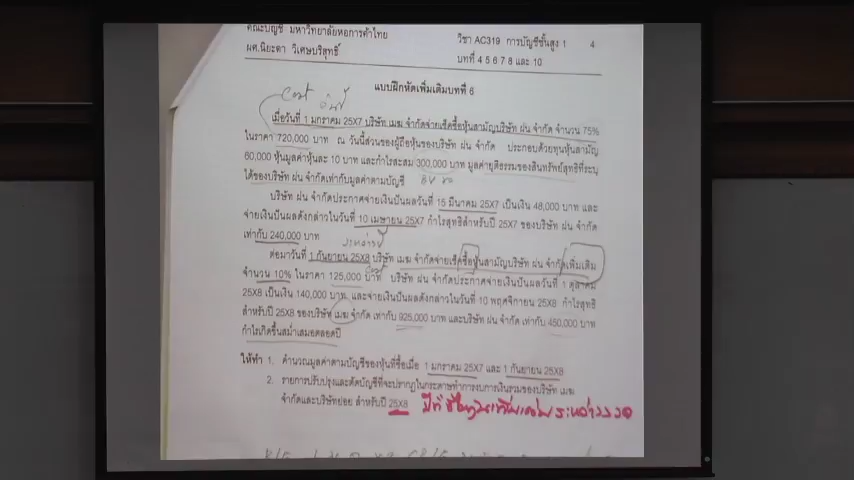 คณะบัญชี มหาวิทยาลัยหอการค้าไทย วิชา AC319 การบัญชีชั้นสูง 1 4
ผศ.นิยะดา วิเศษบริสุทธิ์ บทที่ 4 5 6 7 8 และ 10
แบบฝึกหัดเพิ่มเติมบทที่ 6
Cost
เมื่อวันที่ 1 มกราคม 25X7 บริษัท เมฆ จำกัดจ่ายเช็คซื้อหุ้นสามัญบริษัท ฝน จำกัด จำนวน 75%
ในราคา 720,000 บาท ณ วันนี้ส่วนของผู้ถือหุ้นของบริษัท ฝน จำกัด ประกอบด้วยทุนหุ้นสามัญ
60,000 หุ้นมูลค่าหุ้นละ 10 บาท และกำไรสะสม 300,000 บาท มูลค่ายุติธรรมของสินทรัพย์สุทธิที่ระบุ
ได้ของบริษัท ฝน จำกัดเท่ากับมูลค่าตามบัญชี
บริษัท ฝน จำกัดประกาศจ่ายเงินปันผลวันที่ 15 มีนาคม 25X7 เป็นเงิน 48,000 บาท และ
จ่ายเงินปันผลดังกล่าวในวันที่ 10 เมษายน 25X7 กำไรสุทธิสำหรับปี 25X7 ของบริษัท ฝน จำกัด
เท่ากับ 240,000 บาท
ต่อมาวันที่ 1 กันยายน 25X8 บริษัท เมฆ จำกัดจ่ายเช็คซื้อหุ้นสามัญบริษัท ฝน จำกัดเพิ่มเติม
จำนวน 10% ในราคา 125,000 บาท บริษัท ฝน จำกัดประกาศจ่ายเงินปันผลวันที่ 1 ตุลาคม
25X8 เป็นเงิน 140,000 บาท และจ่ายเงินปันผลดังกล่าวในวันที่ 10 พฤศจิกายน 25X8 กำไรสุทธิ
สำหรับปี 25X8 ของบริษัท เมฆ จำกัด เท่ากับ 925,000 บาท และบริษัท ฝน จำกัด เท่ากับ 450,000 บาท
กำไรเกิดขึ้นสม่ำเสมอตลอดปี
ให้ทำ 1. คำนวณมูลค่าตามบัญชีของหุ้นที่ซื้อเมื่อ 1 มกราคม 25X7 และ 1 กันยายน 25X8
2. รายการปรับปรุงและตัดบัญชีที่จะปรากฏในกระดาษทำการงบการเงินรวมของบริษัท เมฆ
จำกัดและบริษัทย่อย สำหรับปี 25X8